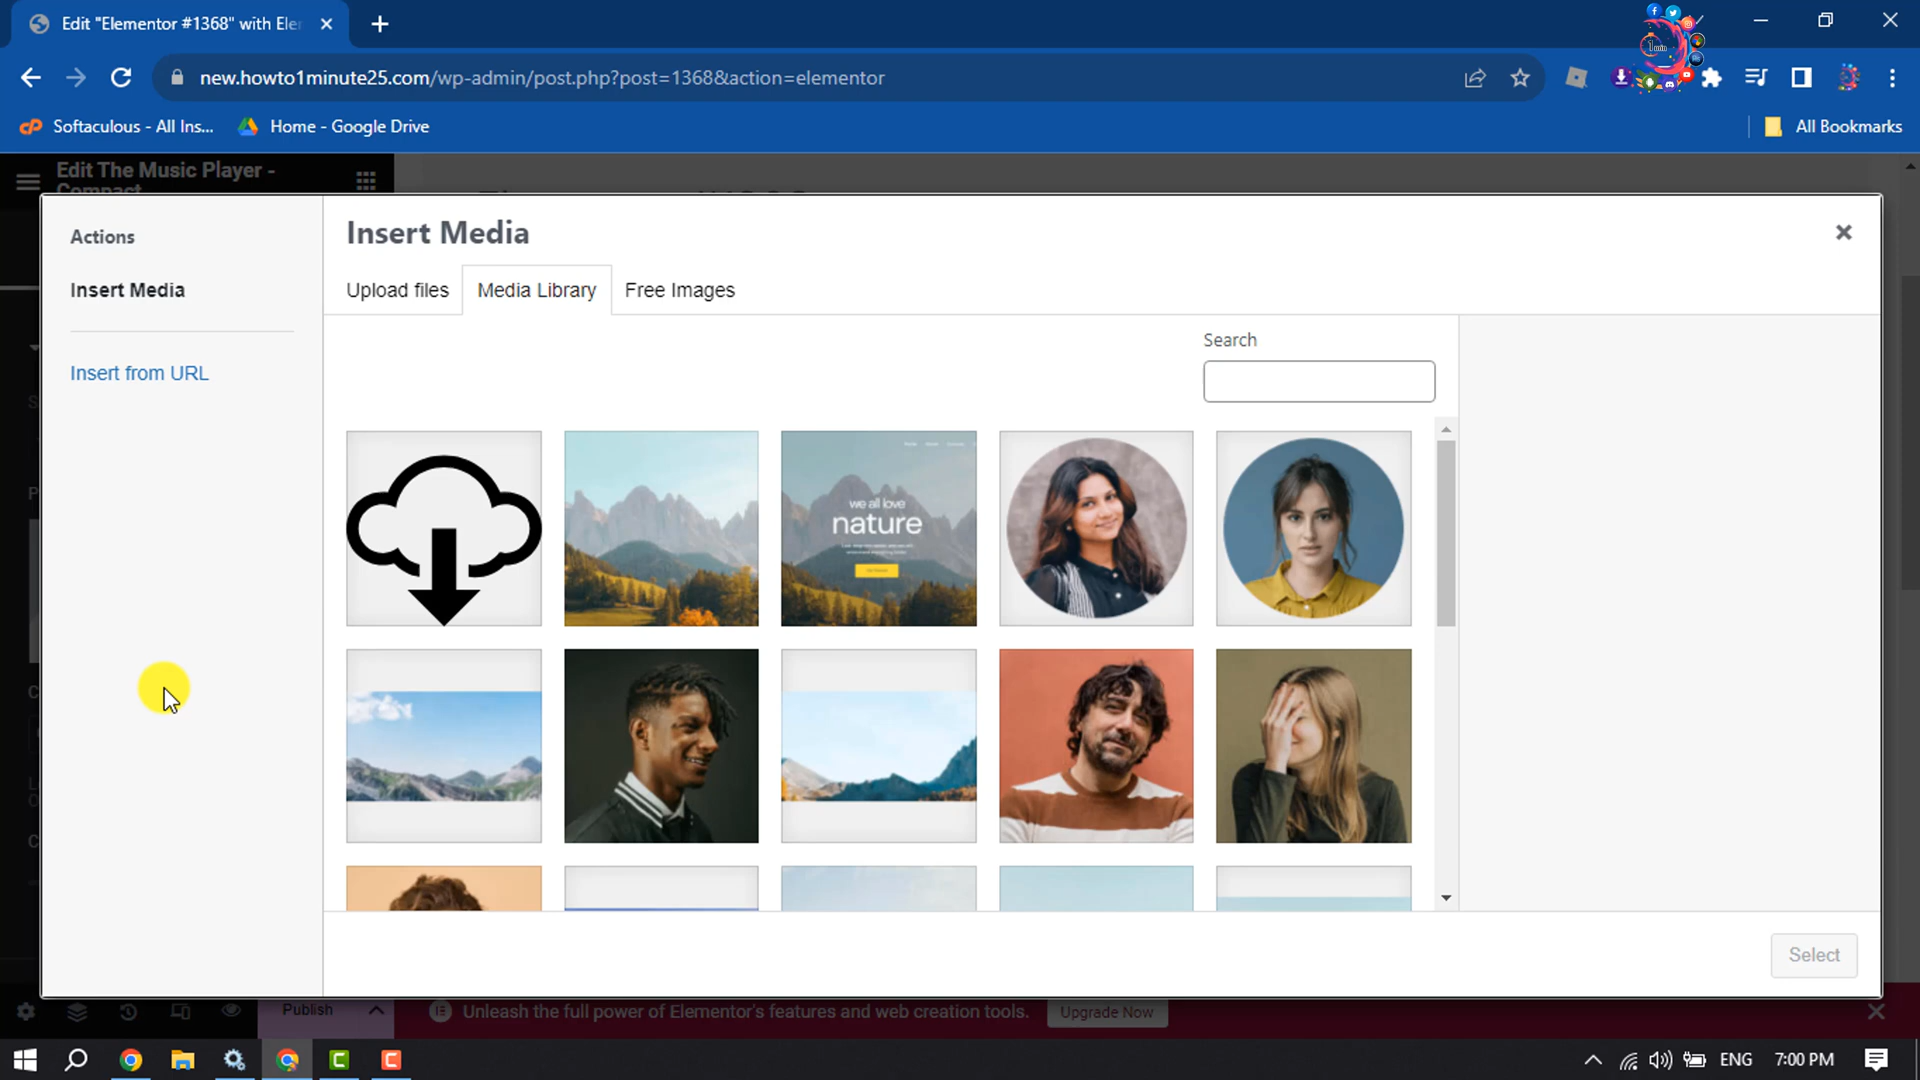 Edit "Elementor #1368" with Ele
new.howto1minute25.com/wp-admin/post.php?post=1368&action=elementor
Softaculous - All Ins...
Home - Google Drive
All Bookmarks
Edit The Music Player -
Compact
Actions
Insert Media
Insert from URL
Insert Media
Upload files
Media Library
Free Images
Search
we all love
nature
Select
Publish
Unleash the full power of Elementor's features and web creation tools.
Upgrade Now
ENG
7:00 PM